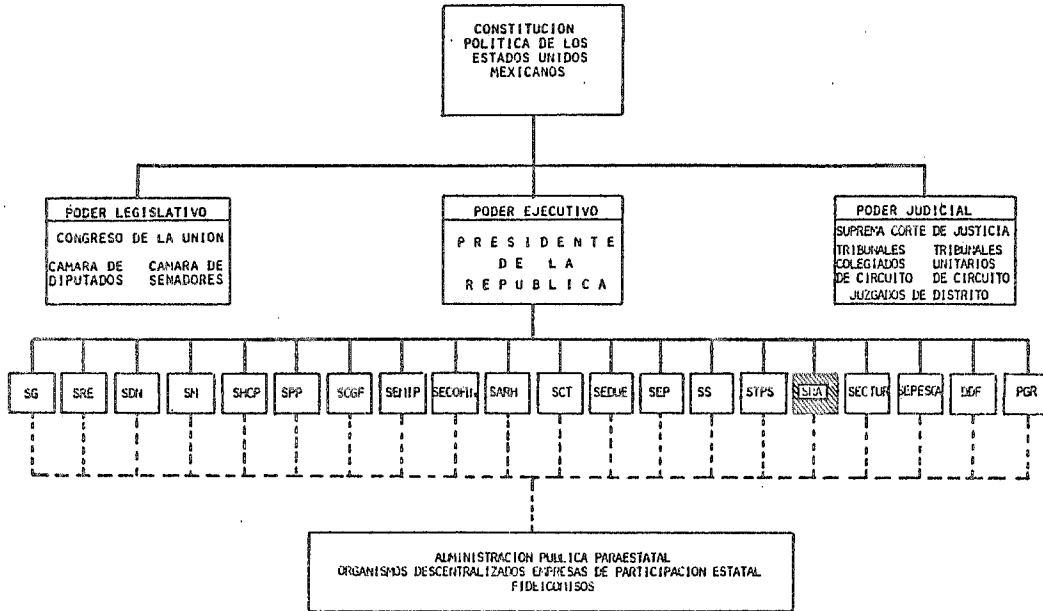 CONSTITUCION
POLITICA DE LOS
ESTADOS UNIDOS
MEXICANOS
PODER LEGISLATIVO
CONGRESO DE LA UNION
CAMARA DE DIPUTADOS
CAMARA DE SENADORES
PODER EJECUTIVO
PRESIDENTE
DE LA
REPUBLICA
PODER JUDICIAL
SUPREMA CORTE DE JUSTICIA
TRIBUNALES COLEGIADOS DE CIRCUITO
TRIBUNALES UNITARIOS DE CIRCUITO
JUZGADOS DE DISTRITO
SG SRE SDN SM SHCP SPP SCGF SEMIP SECOFIN SARH SCT SEDUE SEP SS STPS SRA SECTUR SEPESCA DDF PGR
ADMINISTRACION PUBLICA PARAESTATAL
ORGANISMOS DESCENTRALIZADOS EMPRESAS DE PARTICIPACION ESTATAL
FIDEICOMISOS